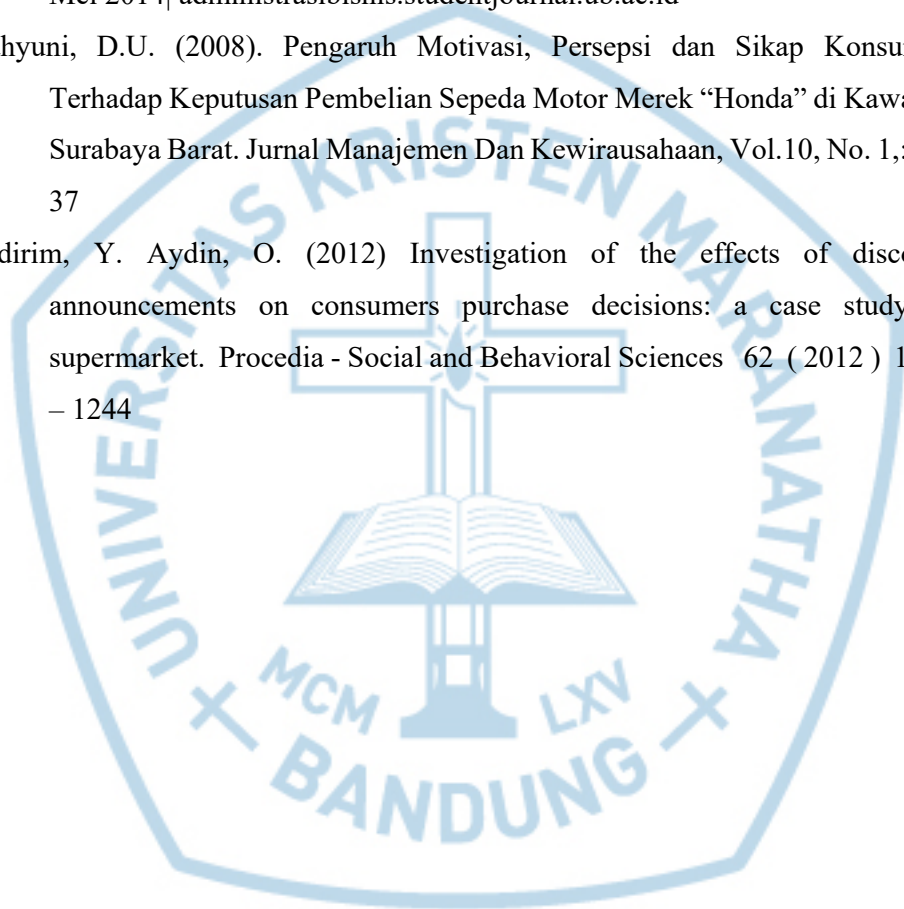 Mei 2014| administrasibisnis.studentjournal.ub.ac.id
hyuni, D.U. (2008). Pengaruh Motivasi, Persepsi dan Sikap Konsu
Terhadap Keputusan Pembelian Sepeda Motor Merek “Honda” di Kawa
Surabaya Barat. Jurnal Manajemen Dan Kewirausahaan, Vol.10, No. 1,:
37
dirim, Y. Aydin, O. (2012) Investigation of the effects of disc
announcements on consumers purchase decisions: a case study
supermarket. Procedia - Social and Behavioral Sciences 62 ( 2012 ) 1
– 1244
UNIVERSITAS KRISTEN MARANATHA
MCM LXV
BANDUNG